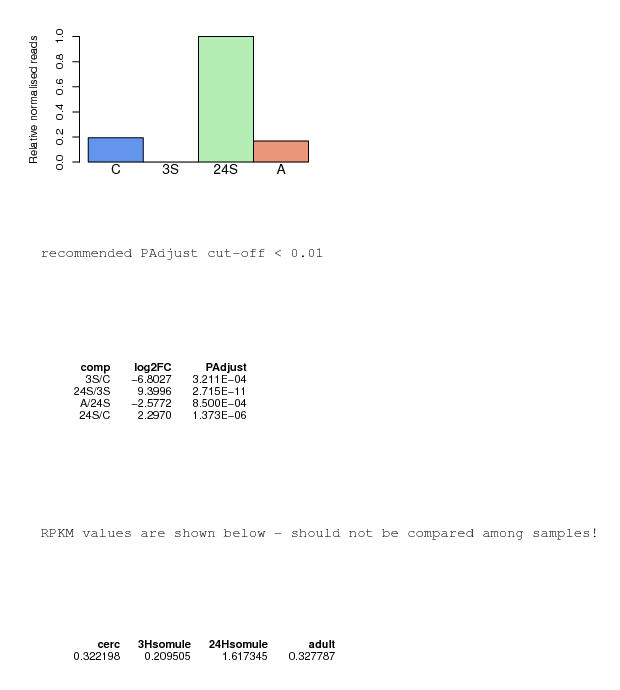 Relative normalised reads
1.0
0.8
0.6
0.4
0.2
0.0
C 3S 24S A
recommended PAdjust cut-off < 0.01
comp log2FC PAdjust
3S/C −6.8027 3.211E−04
24S/3S 9.3996 2.715E−11
A/24S −2.5772 8.500E−04
24S/C 2.2970 1.373E−06
RPKM values are shown below - should not be compared among samples!
cerc 3Hsomule 24Hsomule adult
0.322198 0.209505 1.617345 0.327787